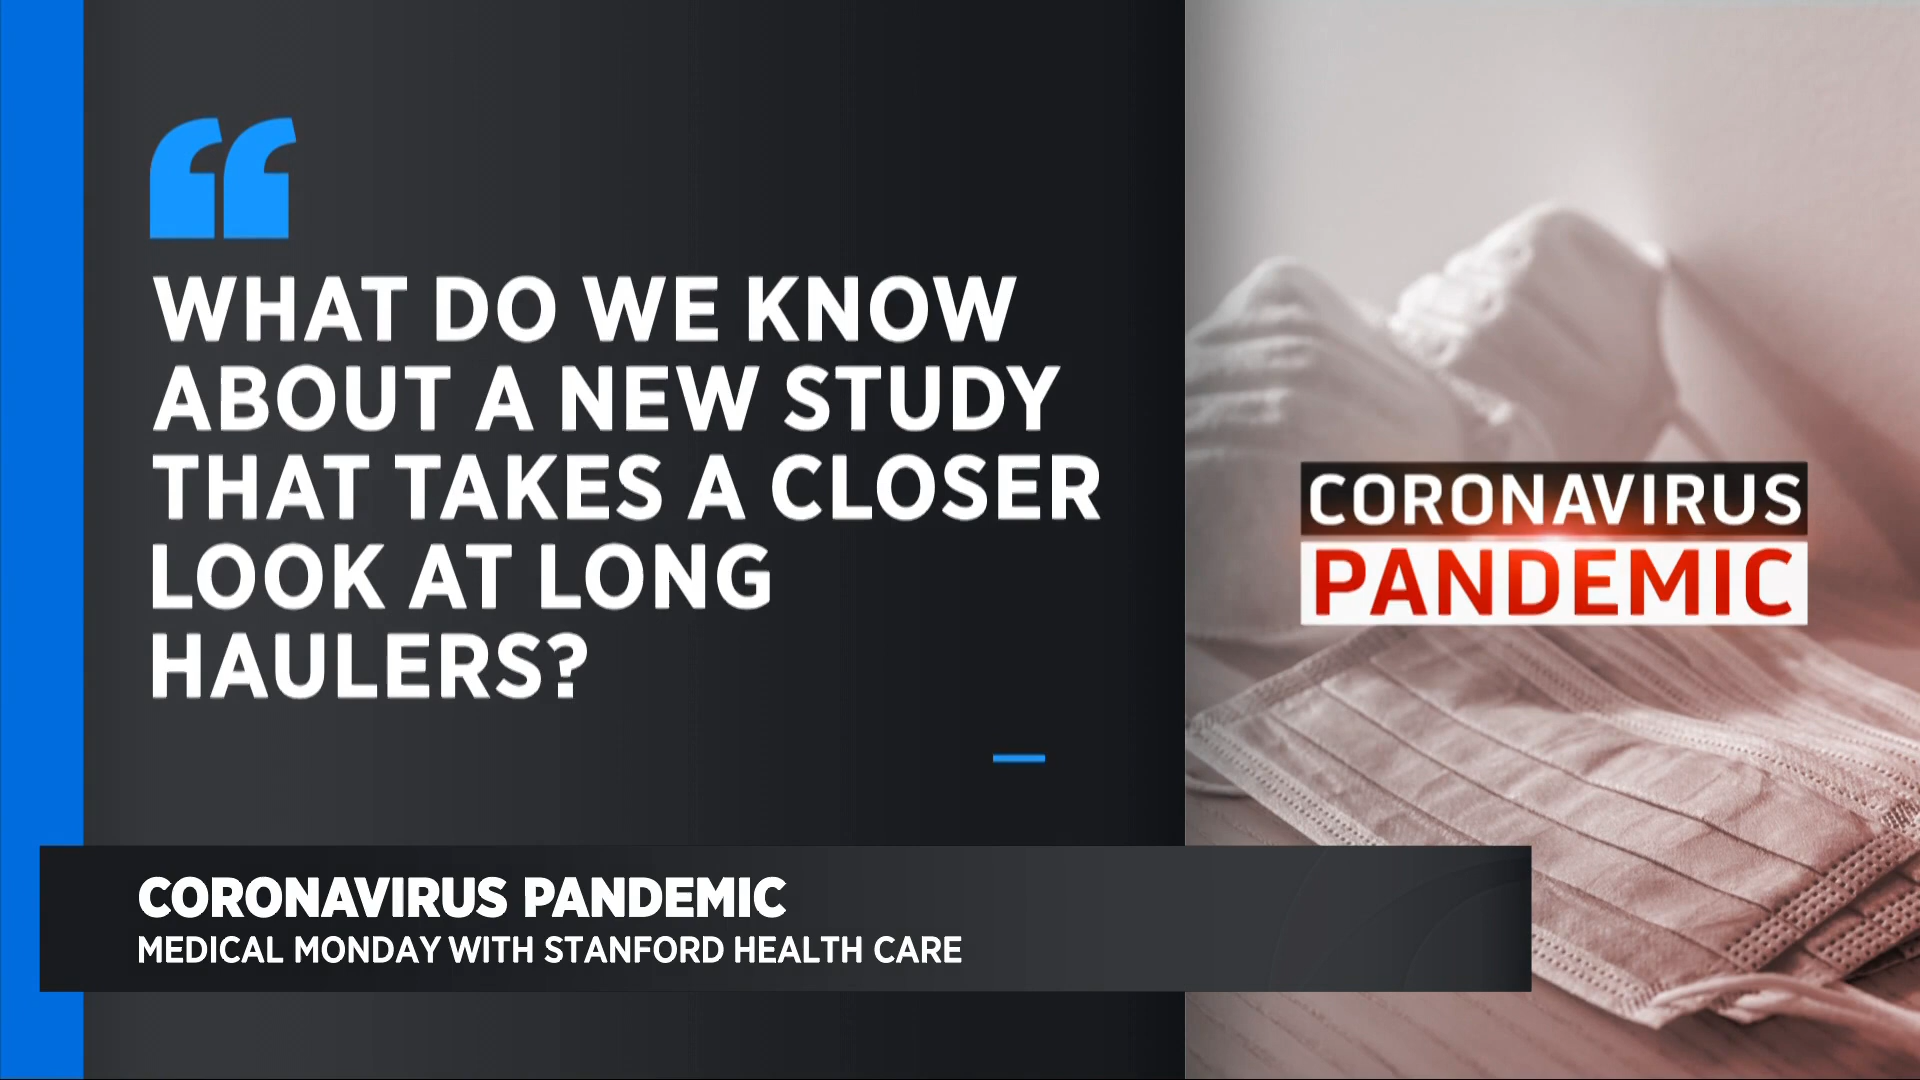 “
WHAT DO WE KNOW
ABOUT A NEW STUDY
THAT TAKES A CLOSER
LOOK AT LONG
HAULERS?
CORONAVIRUS
PANDEMIC
CORONAVIRUS PANDEMIC
MEDICAL MONDAY WITH STANFORD HEALTH CARE